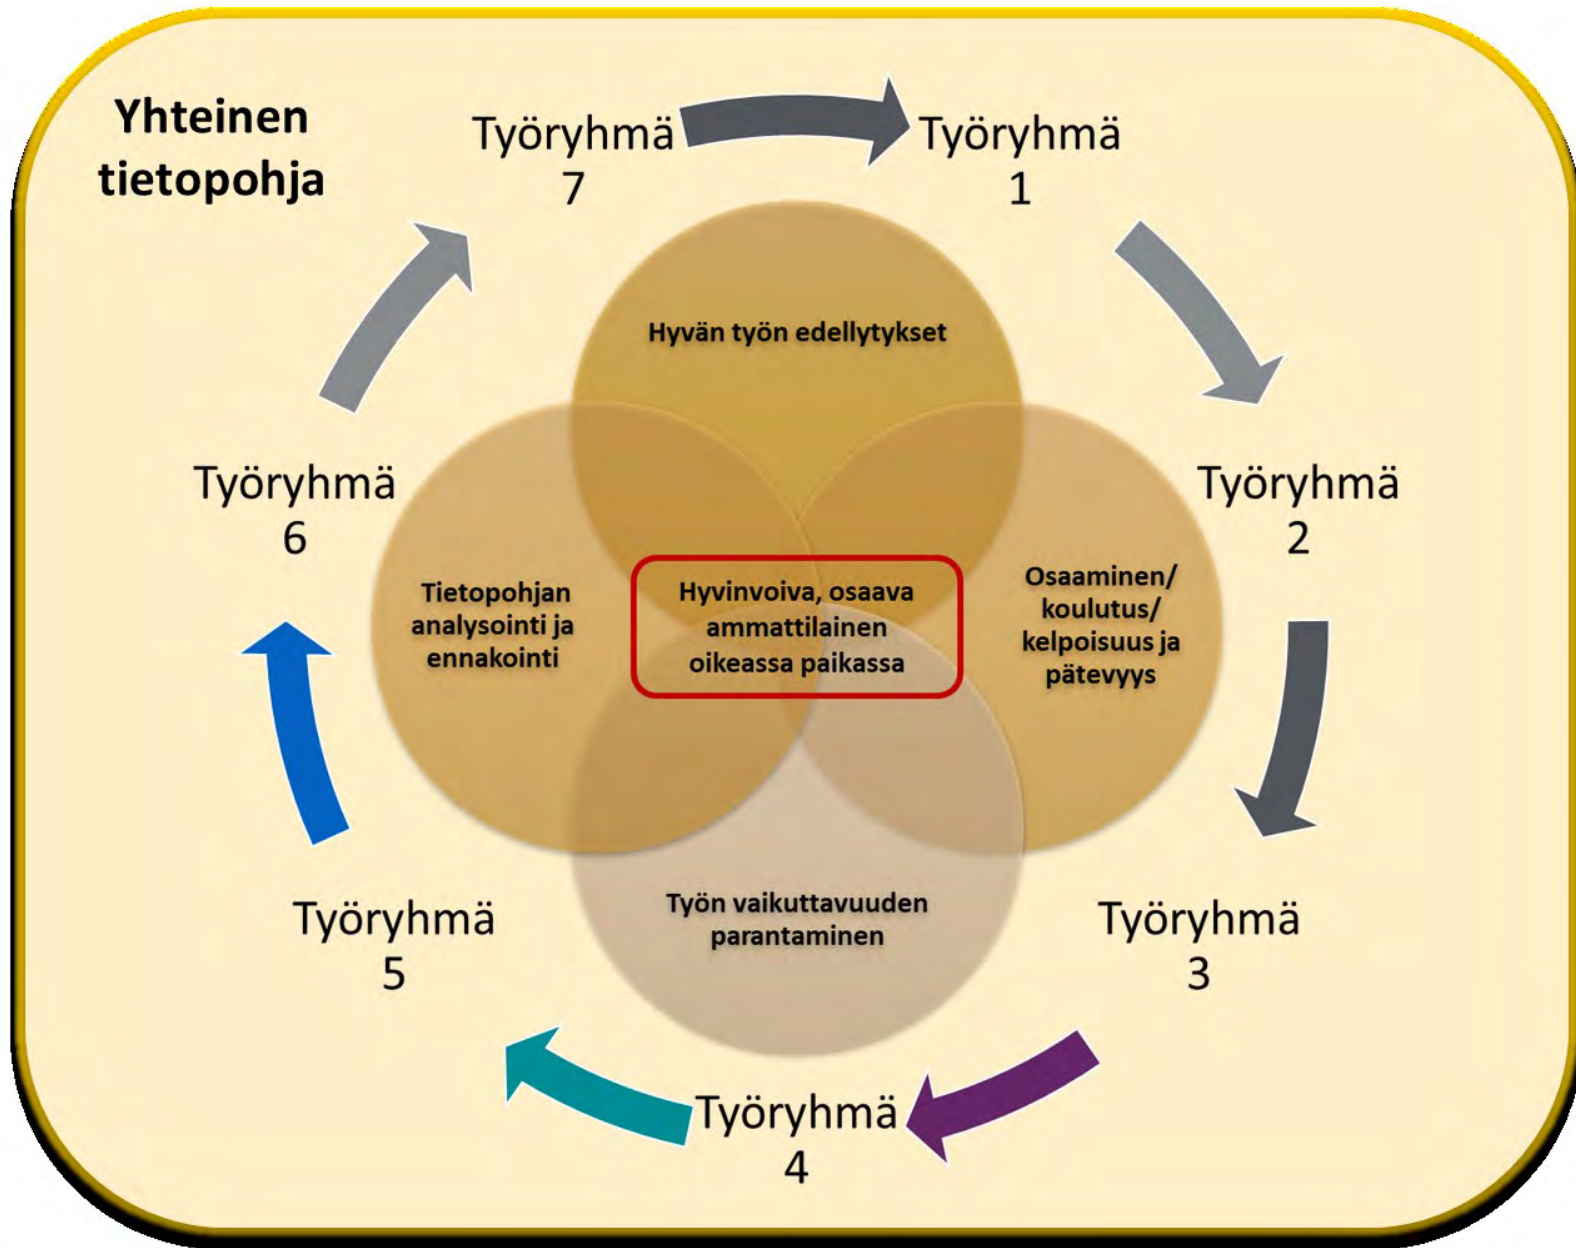 Yhteinen
tietopohja
Työryhmä
7
Työryhmä
1
Työryhmä
2
Työryhmä
3
Työryhmä
4
Työryhmä
5
Työryhmä
6
Hyvän työn edellytykset
Tietopohjan
analysointi ja
ennakointi
Hyvinvoiva, osaava
ammattilainen
oikeassa paikassa
Osaaminen/
koulutus/
kelpoisuus ja
pätevyys
Työn vaikuttavuuden
parantaminen